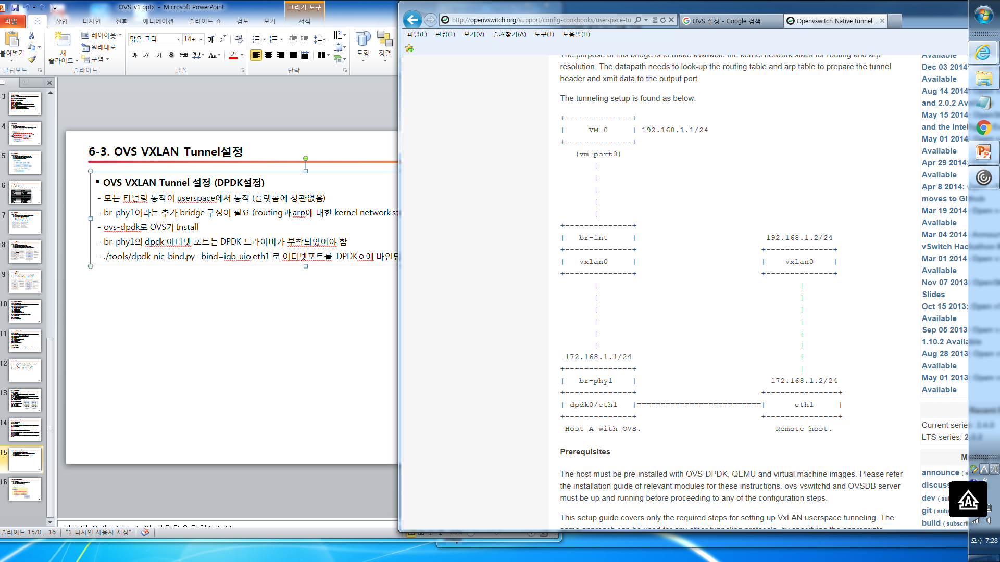 OVS_v1.pptx - Microsoft PowerPoint
그리기 도구
파일
홈
삽입
디자인
전환
애니메이션
슬라이드 쇼
검토
보기
서식
붙여넣기
클립보드
새
슬라이드
레이아웃
원래대로
구역
슬라이드
맑은 고딕
14+
글꼴
단락
도형
정렬
3
4
5
6
7
8
9
10
11
12
13
14
15
16
6-3. OVS VXLAN Tunnel설정
▪ OVS VXLAN Tunnel 설정 (DPDK설정)
- 모든 터널링 동작이 userspace에서 동작 (플랫폼에 상관없음)
- br-phy1이라는 추가 bridge 구성이 필요 (routing과 arp에 대한 kernel network st
- ovs-dpdk로 OVS가 Install
- br-phy1의 dpdk 이더넷 포트는 DPDK 드라이버가 부착되있어야 함
- ./tools/dpdk_nic_bind.py –bind=igb_uio eth1 로 이더넷포트를 DPDKㅇ에 바인딩
슬라이드 15/0 .. 16
"1_디자인 사용자 지정"
http://openvswitch.org/support/config-cookbooks/userspace-tu
OVS 설정 - Google 검색
Openvswitch Native tunnel...
파일(F) 편집(E) 보기(V) 즐겨찾기(A) 도구(T) 도움말(H)
The purpose of this bridge is to make available the kernel network stack for routing and arp
resolution. The datapath needs to look-up the routing table and arp table to prepare the tunnel
header and xmit data to the output port.
The tunneling setup is found as below:
+--------------+
| VM-0 | 192.168.1.1/24
+--------------+
(vm_port0)
|
|
|
|
|
+--------------+
| br-int | 192.168.1.2/24
+--------------+ +--------------+
| vxlan0 | | vxlan0 |
+--------------+ +--------------+
| |
| |
| |
| |
| |
| |
172.168.1.1/24 |
+--------------+ |
| br-phy1 | 172.168.1.2/24
+--------------+ +---------------+
| dpdk0/eth1 |==========================| eth1 |
+--------------+ +---------------+
Host A with OVS. Remote host.
Prerequisites
The host must be pre-installed with OVS-DPDK, QEMU and virtual machine images. Please refer
the installation guide of relevant modules for these instructions. ovs-vswitchd and OVSDB server
must be up and running before proceeding to any of the configuration steps.
This setup guide covers only the required steps for setting up VxLAN userspace tunneling. The
Available
Dec 03 2014:
Available
Aug 14 2014:
and 2.0.2 Av
May 15 2014:
and the Intel
May 01 2014:
Available
Apr 29 2014:
Available
Apr 8 2014:
moves to Github
Mar 19 2014:
Available
Mar 04 2014:
vSwitch Hackathon
Mar 01 2014:
Available
Nov 07 2013:
Slides
Oct 15 2013:
Available
Sep 05 2013:
1.10.2 Available
Aug 28 2013:
Available
May 01 2013:
Available
Current series:
LTS series:
M
announce
discuss
dev
git
build
A 漢
오후 7:28